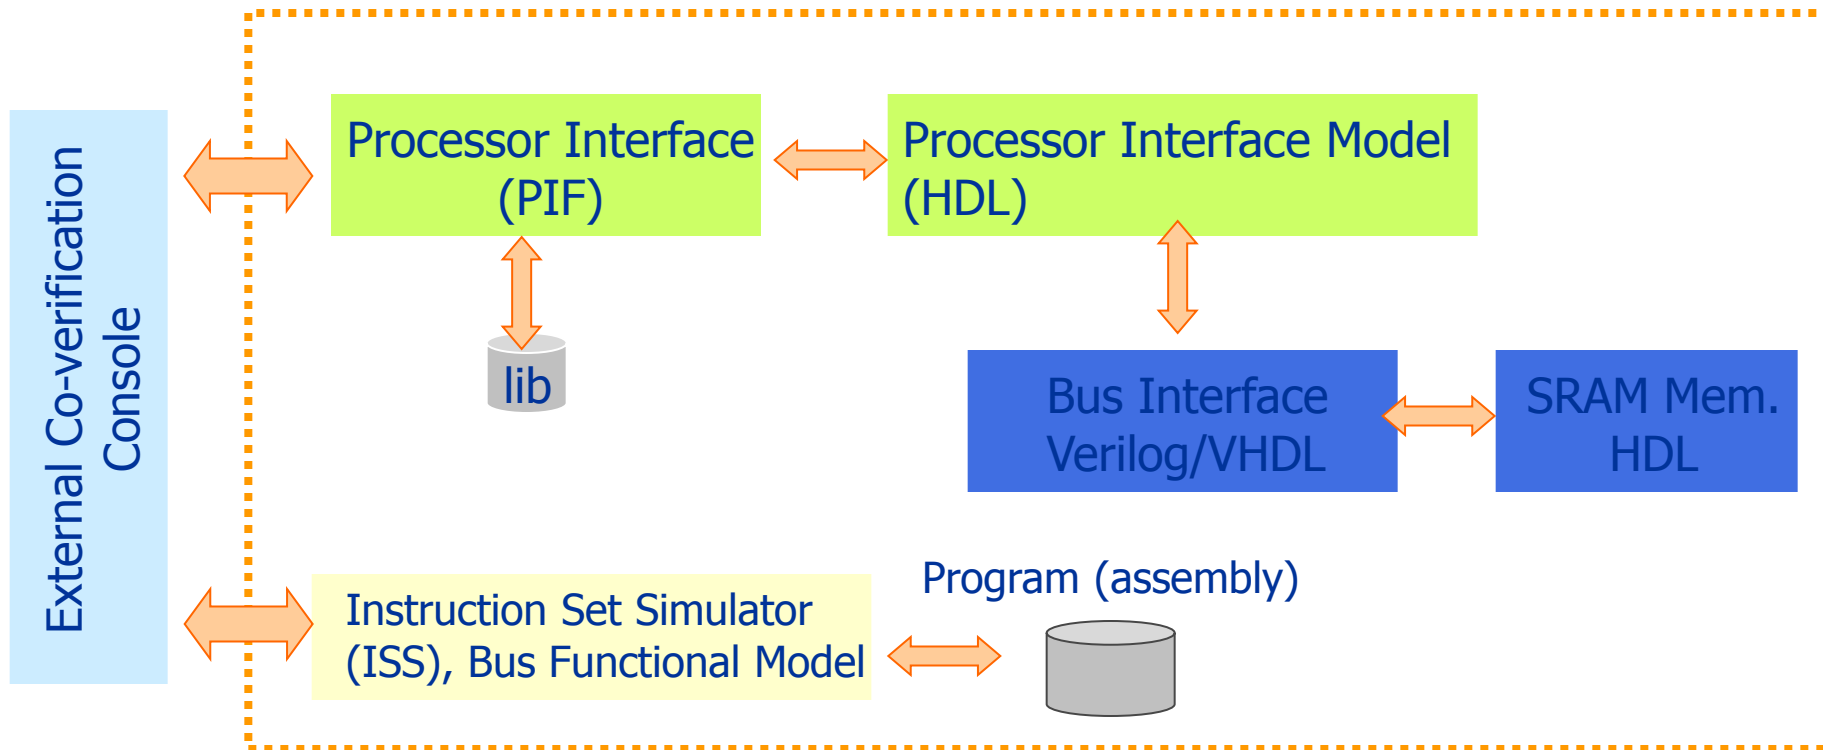 External Co-verification
Console
Processor Interface
(PIF)
Processor Interface Model
(HDL)
lib
Bus Interface
Verilog/VHDL
SRAM Mem.
HDL
Instruction Set Simulator
(ISS), Bus Functional Model
Program (assembly)